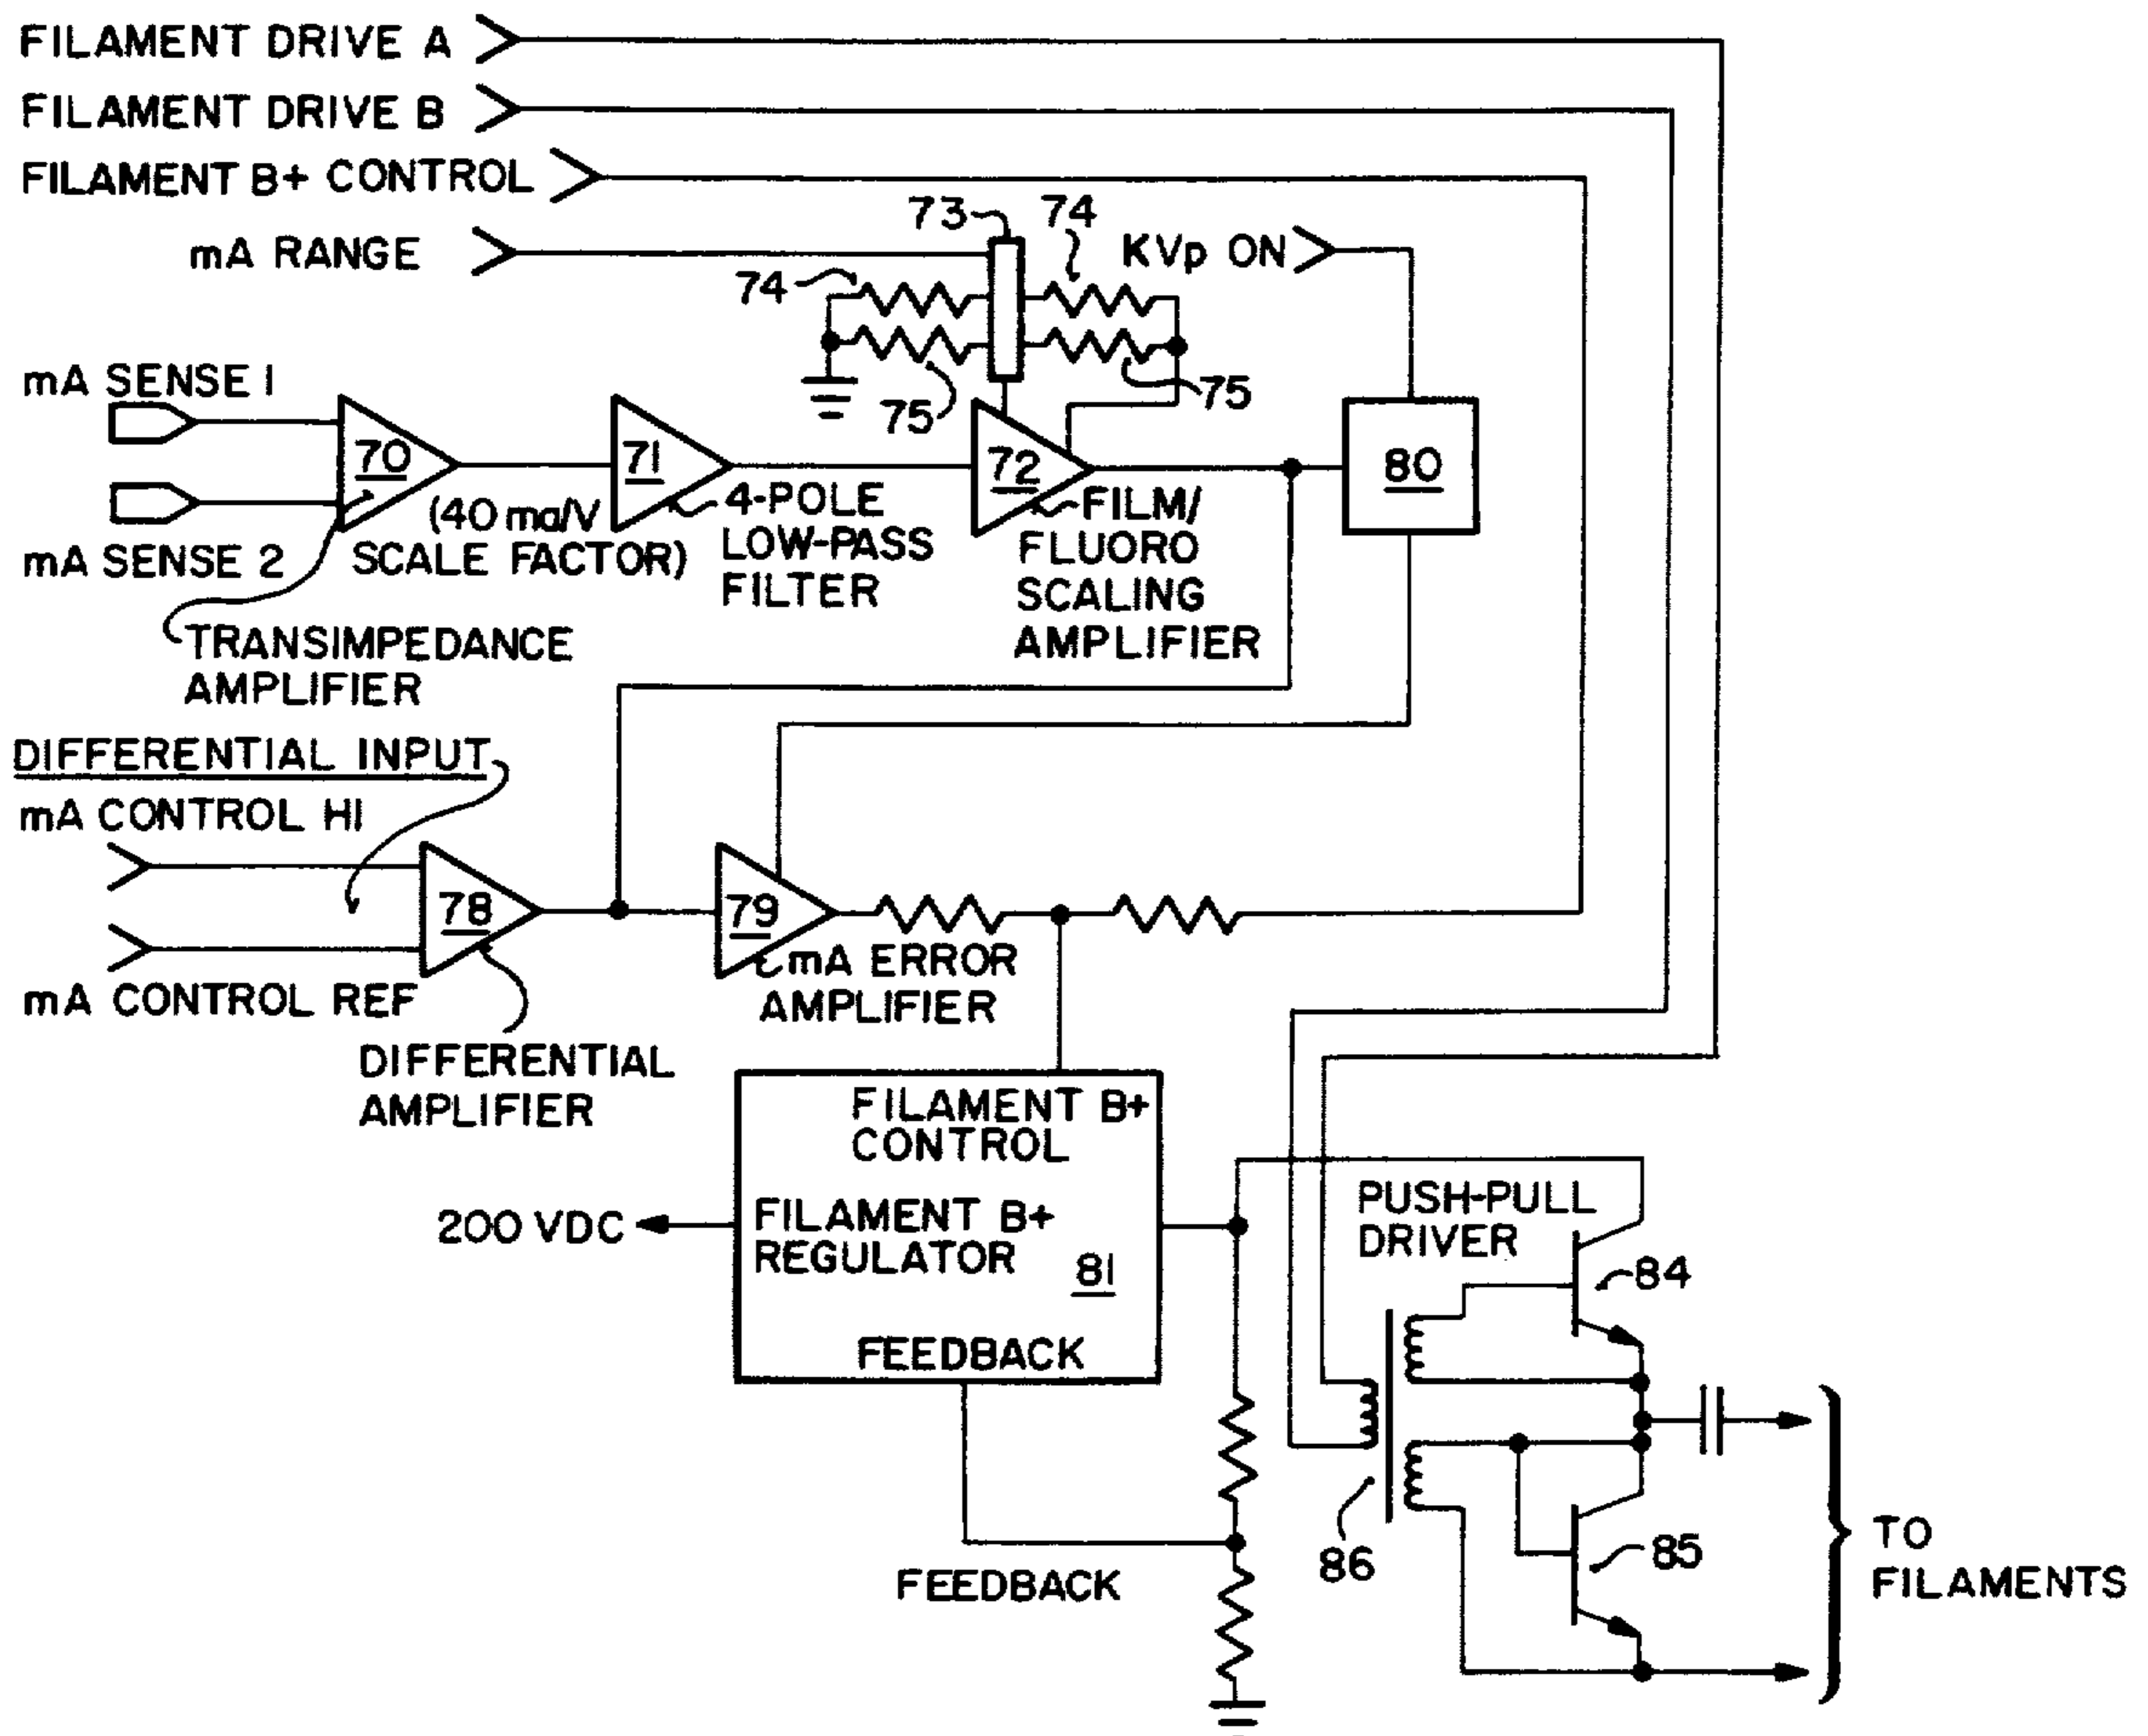 FILAMENT DRIVE A
FILAMENT DRIVE B
FILAMENT B+ CONTROL
mA RANGE
73
74
KVp ON
74
75
75
mA SENSE 1
mA SENSE 2
70
71
72
80
(40 ma/V
SCALE FACTOR)
4-POLE
LOW-PASS
FILTER
FILM/
FLUORO
SCALING
AMPLIFIER
TRANSIMPEDANCE
AMPLIFIER
DIFFERENTIAL INPUT
mA CONTROL HI
78
79
mA ERROR
AMPLIFIER
mA CONTROL REF
DIFFERENTIAL
AMPLIFIER
FILAMENT B+
CONTROL
200 VDC
FILAMENT B+
REGULATOR
81
FEEDBACK
FEEDBACK
PUSH-PULL
DRIVER
84
86
85
TO
FILAMENTS